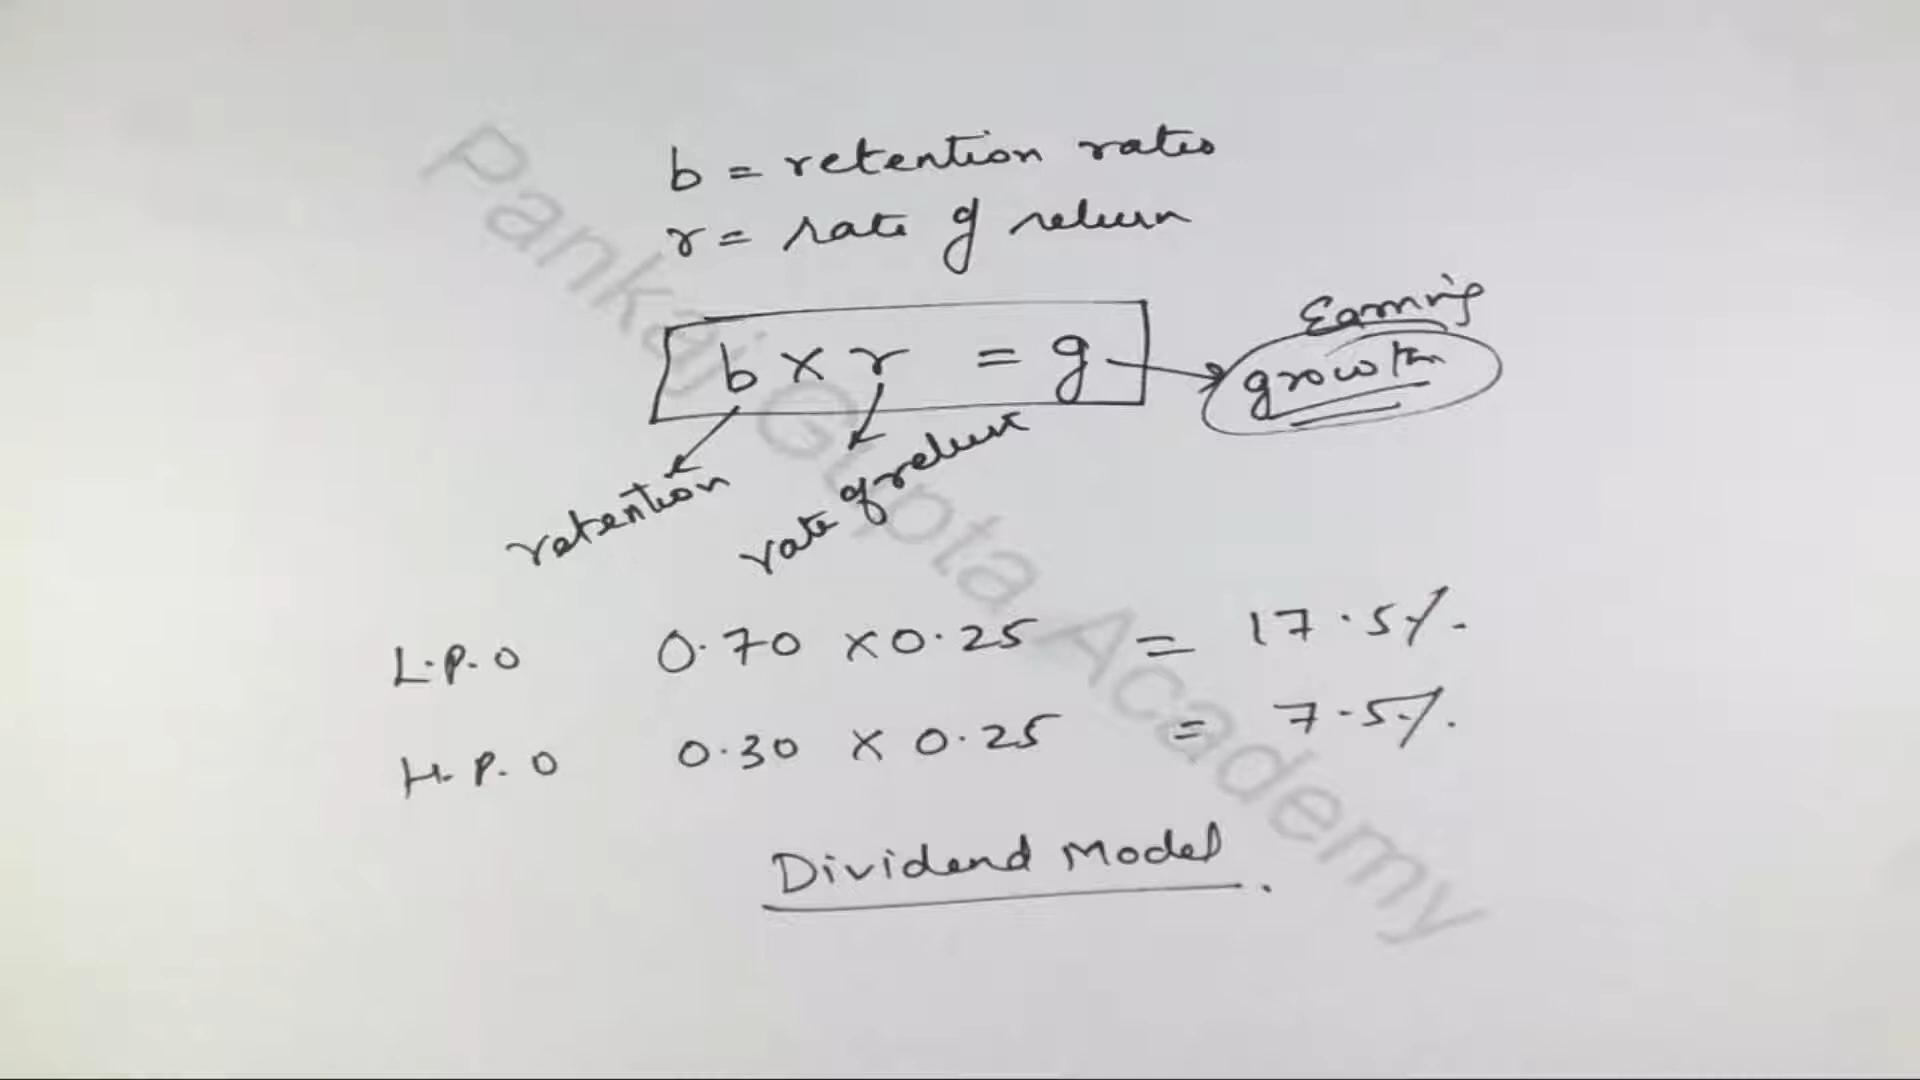 b = retention ratio
r = rate of return
b × r = g → growth
Earning
retention
rate of return
L.P.O 0.70 × 0.25 = 17.5%
H.P.O 0.30 × 0.25 = 7.5%
Dividend Model.
Pankaj Gupta Academy